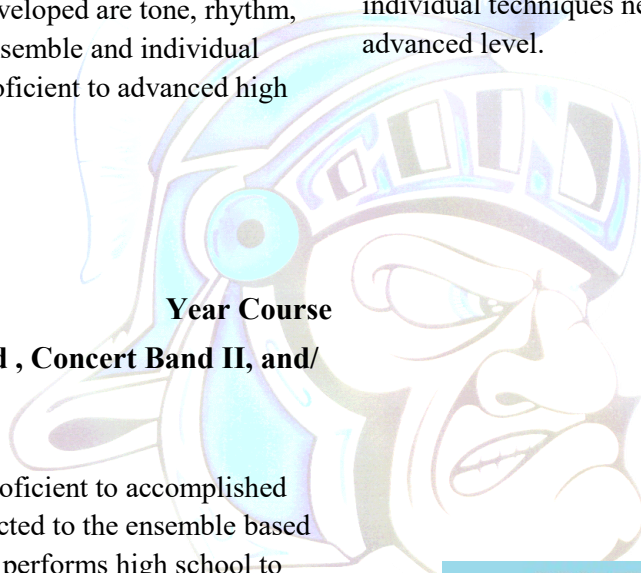 veloped are tone, rhythm,
semble and individual
oficient to advanced high
Year Course
d , Concert Band II, and/
oficient to accomplished
cted to the ensemble based
performs high school to
individual techniques ne
advanced level.